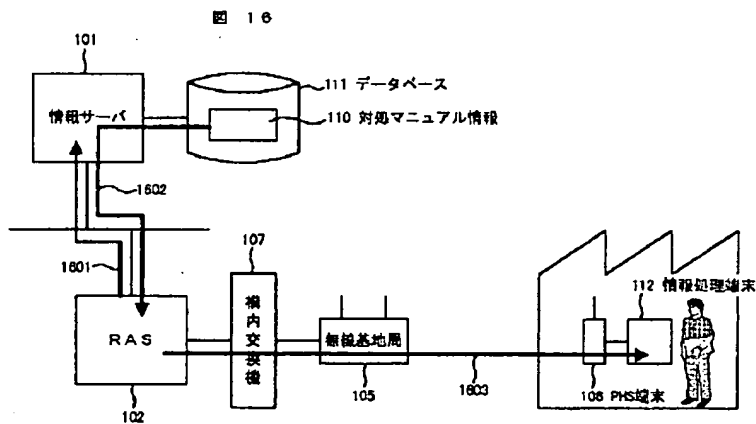 図 16
101
111 データベース
情報サーバ
110 対処マニュアル情報
1602
1601
107
112 情報処理端末
RAS
構内交換機
無線基地局
102
105
1603
106 PHS端末